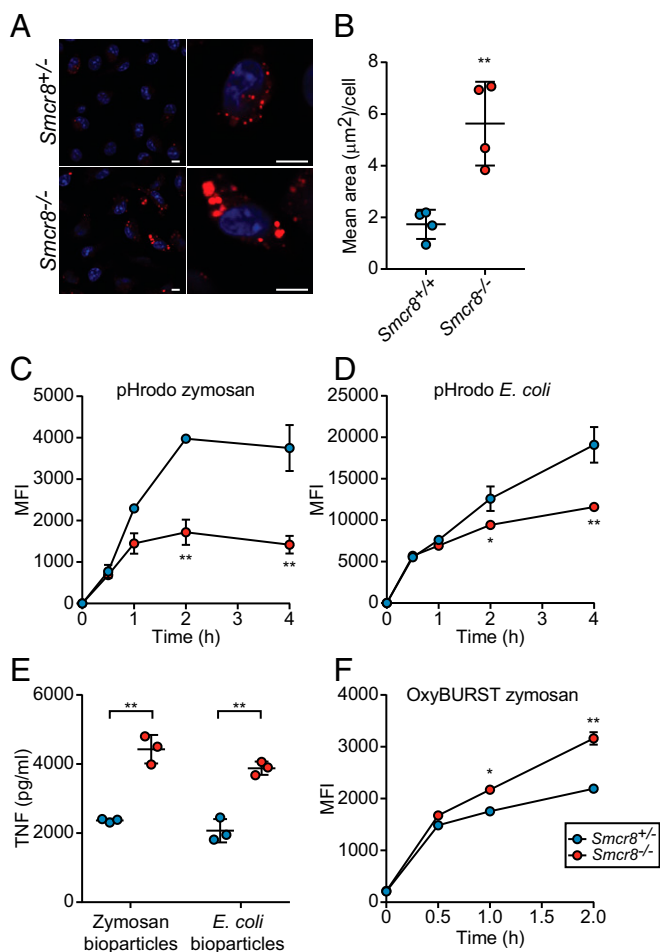 A
Smcr8+/-
Smcr8-/-
B
Mean area (μm2)/cell
8
6
4
2
0
**
Smcr8+/+
Smcr8-/-
C
pHrodo zymosan
MFI
5000
4000
3000
2000
1000
0
**
**
0 1 2 3 4
Time (h)
D
pHrodo E. coli
MFI
20000
15000
10000
5000
0
*
**
0 1 2 3 4
Time (h)
E
TNF (pg/ml)
6000
4000
2000
0
**
**
Zymosan
bioparticles
E. coli
bioparticles
F
OxyBURST zymosan
MFI
4000
3000
2000
1000
0
*
**
0 0.5 1.0 1.5 2.0
Time (h)
Smcr8+/-
Smcr8-/-